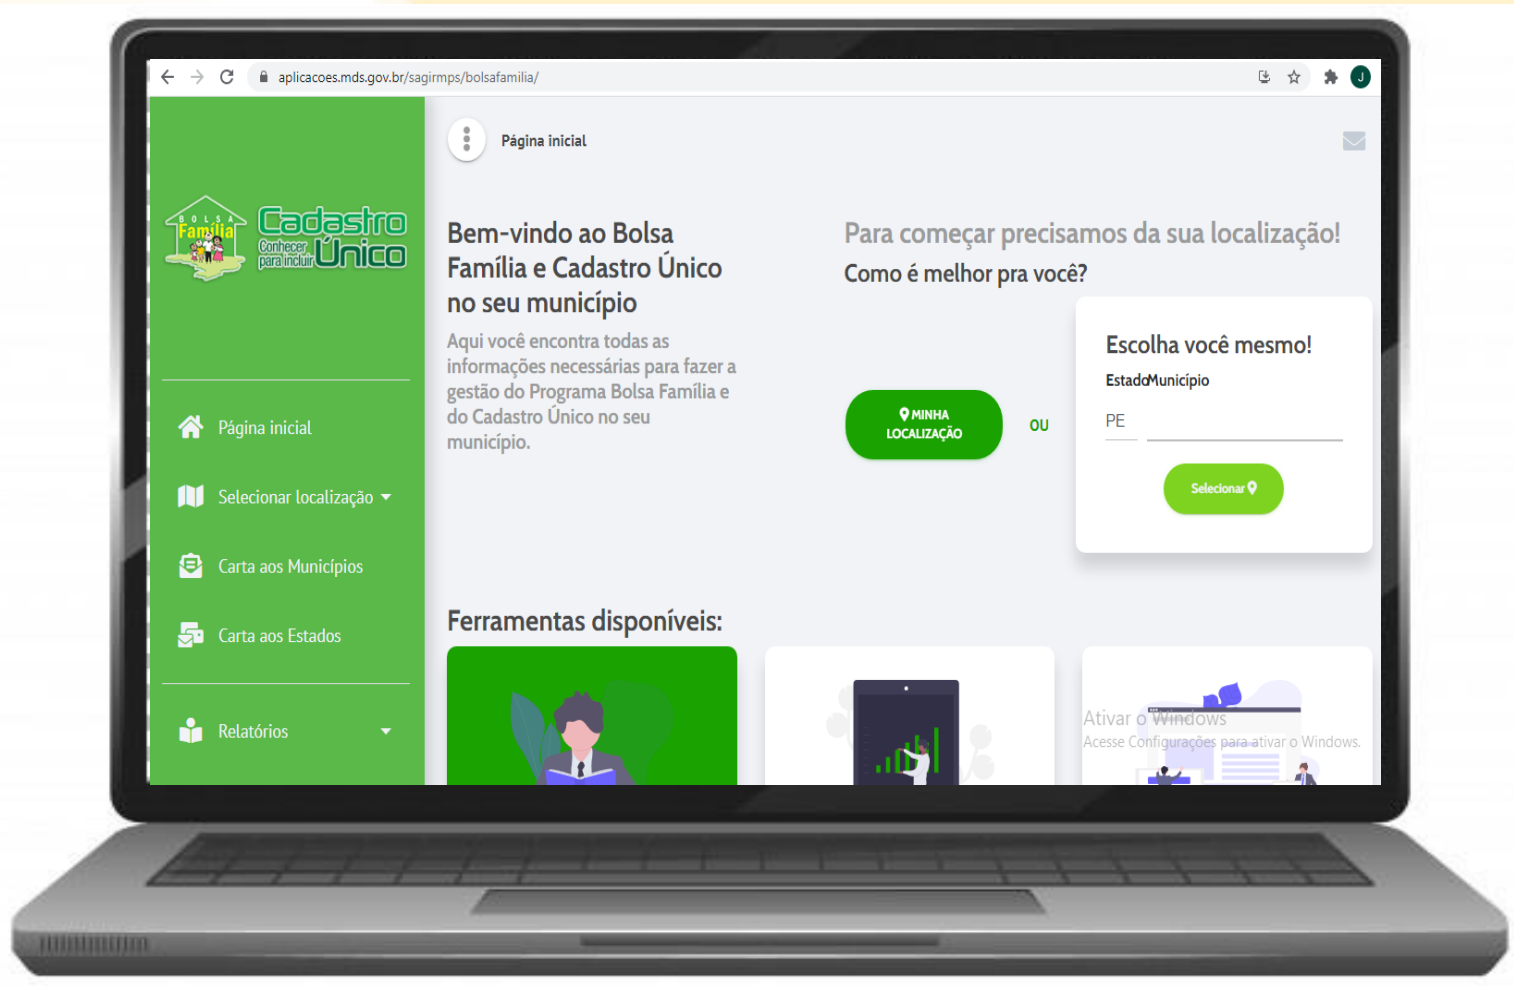 aplicacoes.mds.gov.br/sagirmps/bolsafamilia/
J
Página inicial
BOLSA
Família
Cadastro
Conhecer
para incluir
Único
Bem-vindo ao Bolsa
Família e Cadastro Único
no seu município
Aqui você encontra todas as
informações necessárias para fazer a
gestão do Programa Bolsa Família e
do Cadastro Único no seu
município.
Para começar precisamos da sua localização!
Como é melhor pra você?
MINHA
LOCALIZAÇÃO
OU
Escolha você mesmo!
Estado Município
PE
Selecionar
Página inicial
Selecionar localização
Carta aos Municípios
Carta aos Estados
Relatórios
Ferramentas disponíveis:
Ativar o Windows
Acesse Configurações para ativar o Windows.